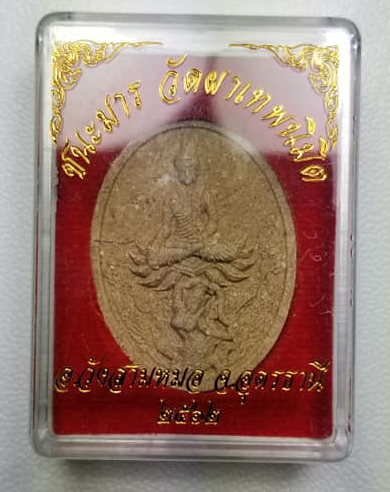 ชนะมาร วัดผาเทพนิมิต
อ.วังสามหมอ จ.อุดรธานี
๒๕๖๒